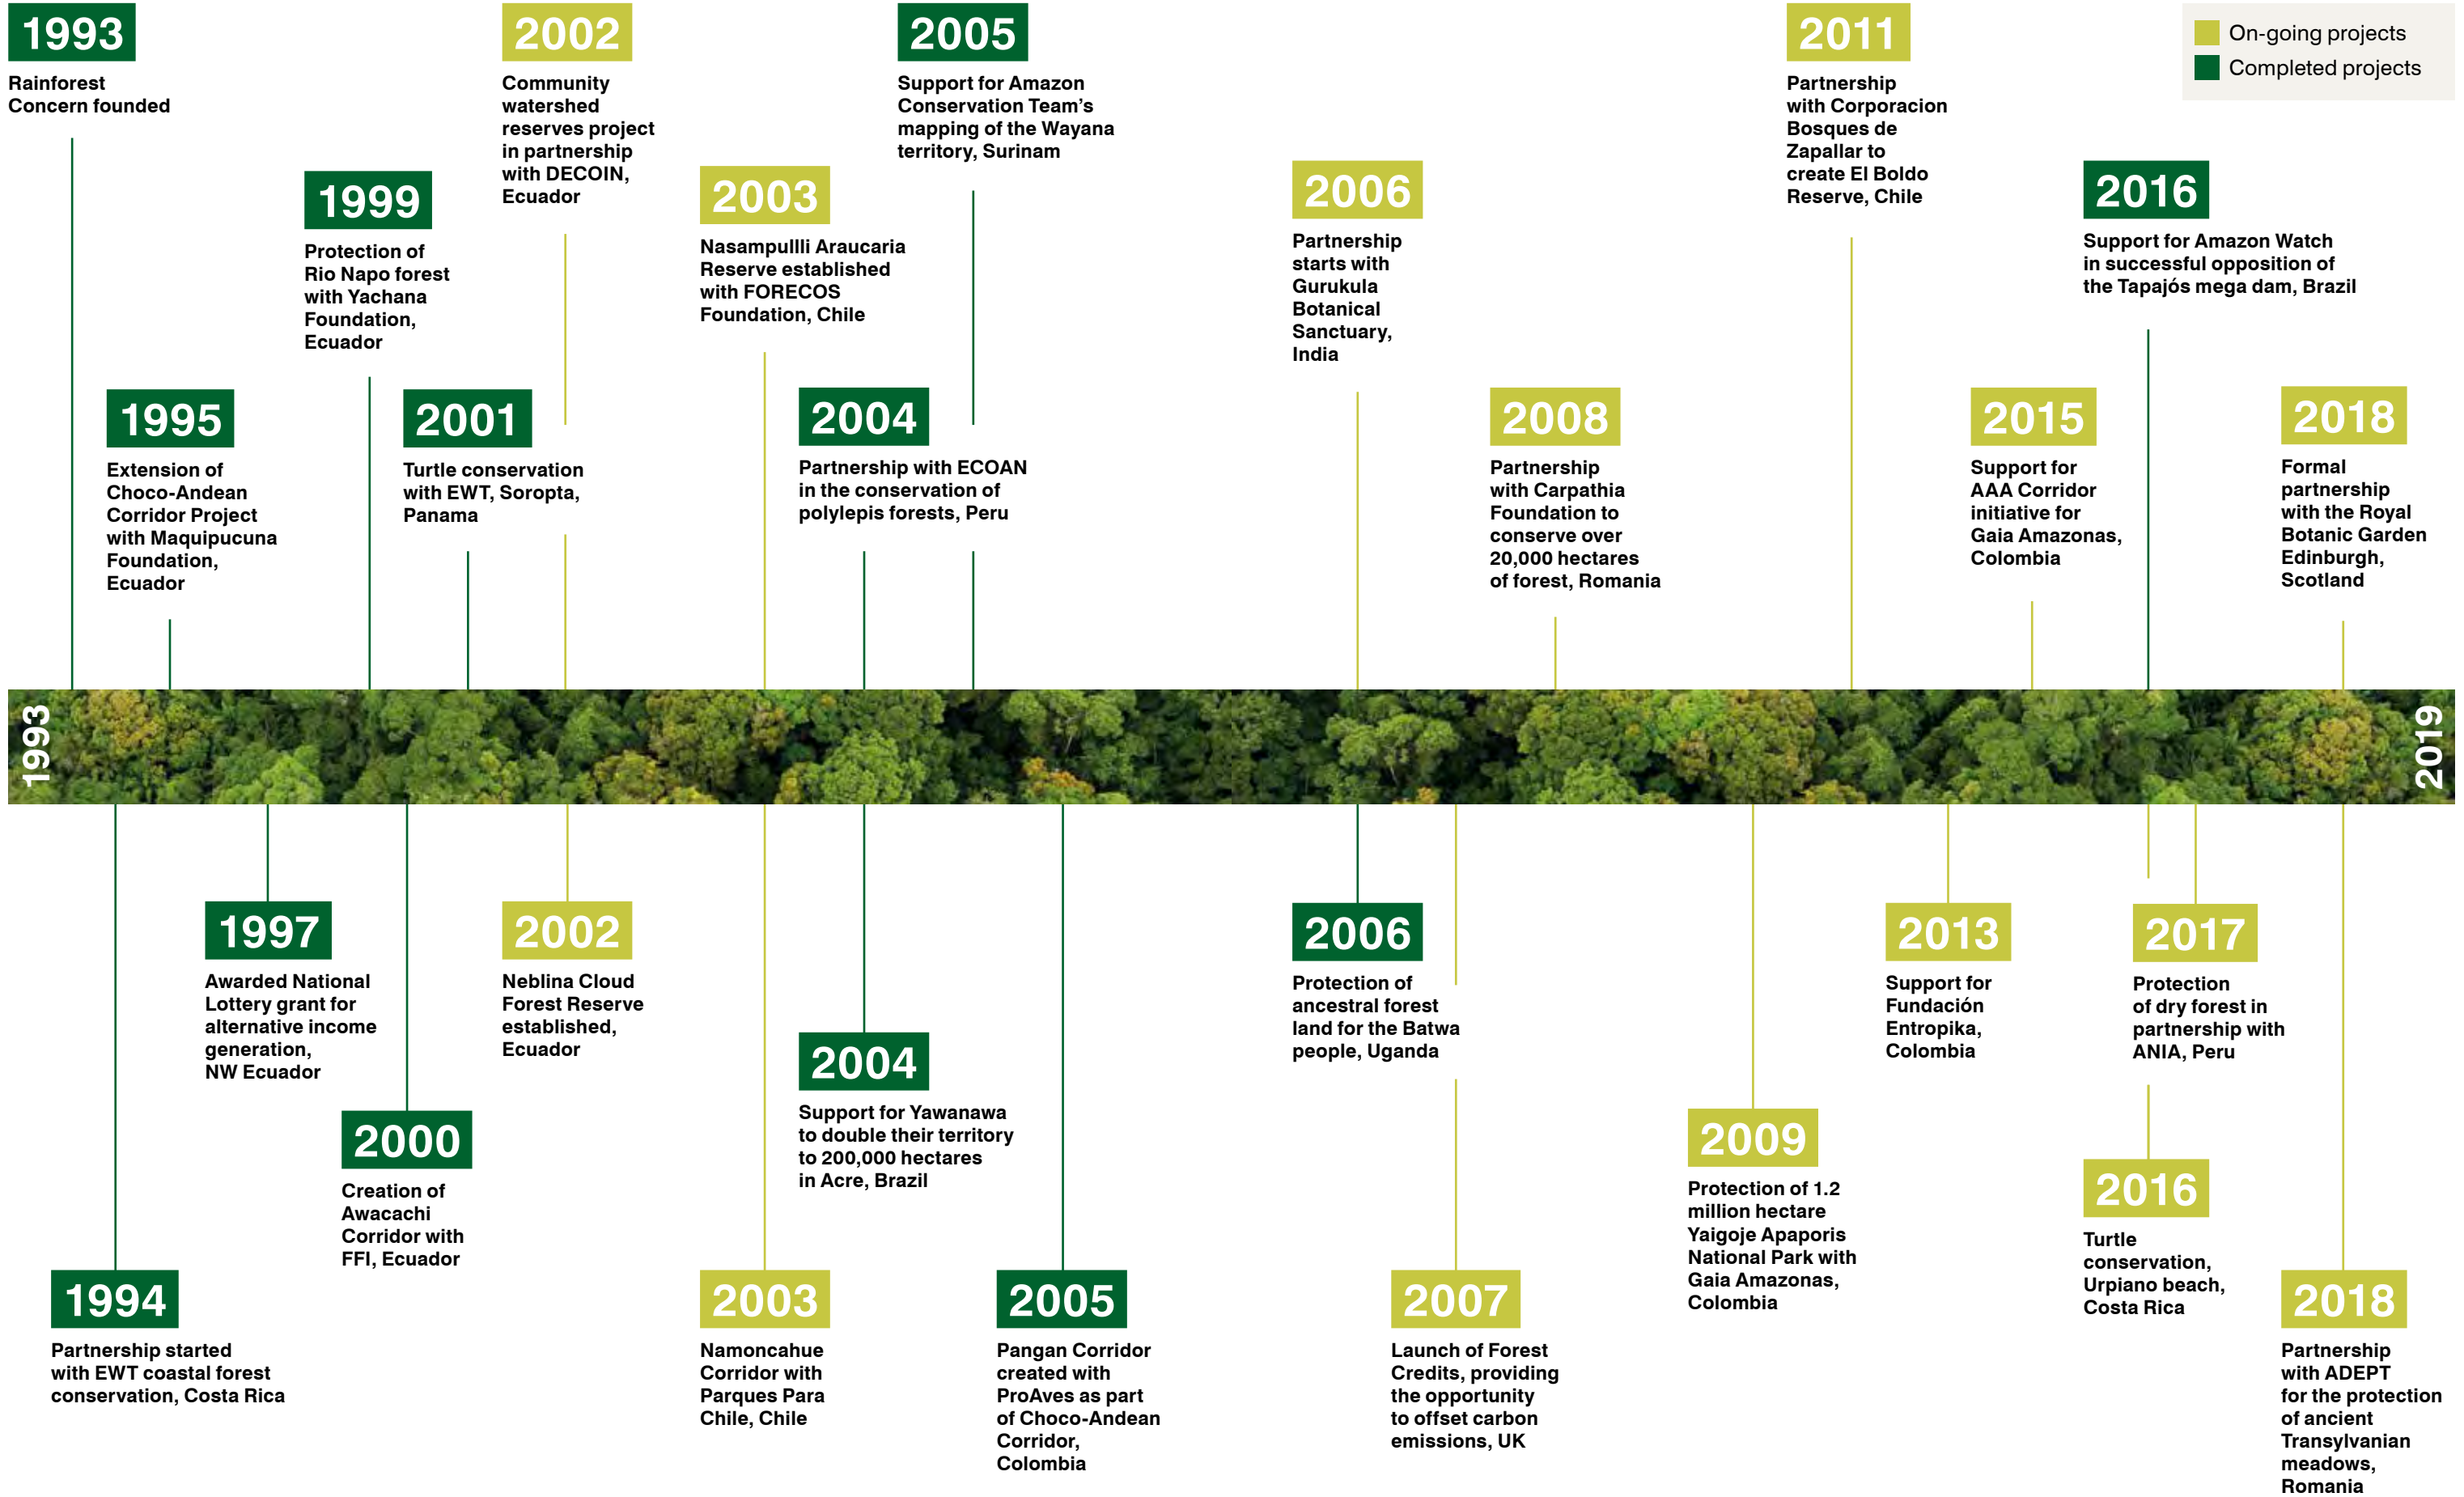 1993
Rainforest
Concern founded
1995
Extension of
Choco-Andean
Corridor Project
with Maquipucuna
Foundation,
Ecuador
1999
Protection of
Rio Napo forest
with Yachana
Foundation,
Ecuador
2001
Turtle conservation
with EWT, Soropta,
Panama
2002
Community
watershed
reserves project
in partnership
with DECOIN,
Ecuador
2003
Nasampullli Araucaria
Reserve established
with FORECOS
Foundation, Chile
2004
Partnership with ECOAN
in the conservation of
polylepis forests, Peru
2005
Support for Amazon
Conservation Team’s
mapping of the Wayana
territory, Surinam
2006
Partnership
starts with
Gurukula
Botanical
Sanctuary,
India
2008
Partnership
with Carpathia
Foundation to
conserve over
20,000 hectares
of forest, Romania
2011
Partnership
with Corporacion
Bosques de
Zapallar to
create El Boldo
Reserve, Chile
2015
Support for
AAA Corridor
initiative for
Gaia Amazonas,
Colombia
2016
Support for Amazon Watch
in successful opposition of
the Tapajós mega dam, Brazil
2018
Formal
partnership
with the Royal
Botanic Garden
Edinburgh,
Scotland
On-going projects
Completed projects
1993
2019
1994
Partnership started
with EWT coastal forest
conservation, Costa Rica
1997
Awarded National
Lottery grant for
alternative income
generation,
NW Ecuador
2000
Creation of
Awacachi
Corridor with
FFI, Ecuador
2002
Neblina Cloud
Forest Reserve
established,
Ecuador
2003
Namoncahue
Corridor with
Parques Para
Chile, Chile
2004
Support for Yawanawa
to double their territory
to 200,000 hectares
in Acre, Brazil
2005
Pangan Corridor
created with
ProAves as part
of Choco-Andean
Corridor,
Colombia
2006
Protection of
ancestral forest
land for the Batwa
people, Uganda
2007
Launch of Forest
Credits, providing
the opportunity
to offset carbon
emissions, UK
2009
Protection of 1.2
million hectare
Yaigoje Apaporis
National Park with
Gaia Amazonas,
Colombia
2013
Support for
Fundación
Entropika,
Colombia
2016
Turtle
conservation,
Urpiano beach,
Costa Rica
2017
Protection
of dry forest in
partnership with
ANIA, Peru
2018
Partnership
with ADEPT
for the protection
of ancient
Transylvanian
meadows,
Romania